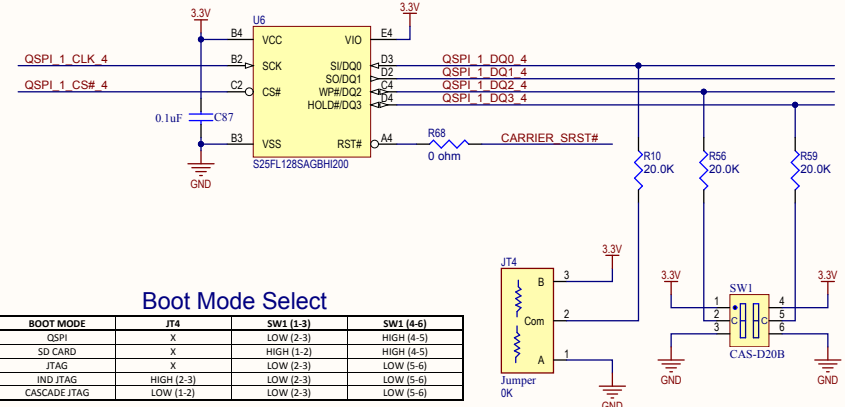 3.3V
3.3V
U6
B4 VCC VIO E4
QSPI_1_CLK_4 B2 SCK SI/DQ0 D3 QSPI_1_DQ0_4
SO/DQ1 D2 QSPI_1_DQ1_4
QSPI_1_CS#_4 C2 CS# WP#/DQ2 C4 QSPI_1_DQ2_4
HOLD#/DQ3 D4 QSPI_1_DQ3_4
0.1uF C87
B3 VSS RST# A4 R68 CARRIER_SRST#
0 ohm
S25FL128SAGBHI200
GND
R10 R56 R59
20.0K 20.0K 20.0K
3.3V
JT4
B 3
Com 2
A 1
Jumper
0K
GND
3.3V SW1 3.3V
1 4
2 C C 5
3 6
CAS-D20B
GND GND
Boot Mode Select
BOOT MODE JT4 SW1 (1-3) SW1 (4-6)
QSPI X LOW (2-3) HIGH (4-5)
SD CARD X HIGH (1-2) HIGH (4-5)
JTAG X LOW (2-3) LOW (5-6)
IND JTAG HIGH (2-3) LOW (2-3) LOW (5-6)
CASCADE JTAG LOW (1-2) LOW (2-3) LOW (5-6)